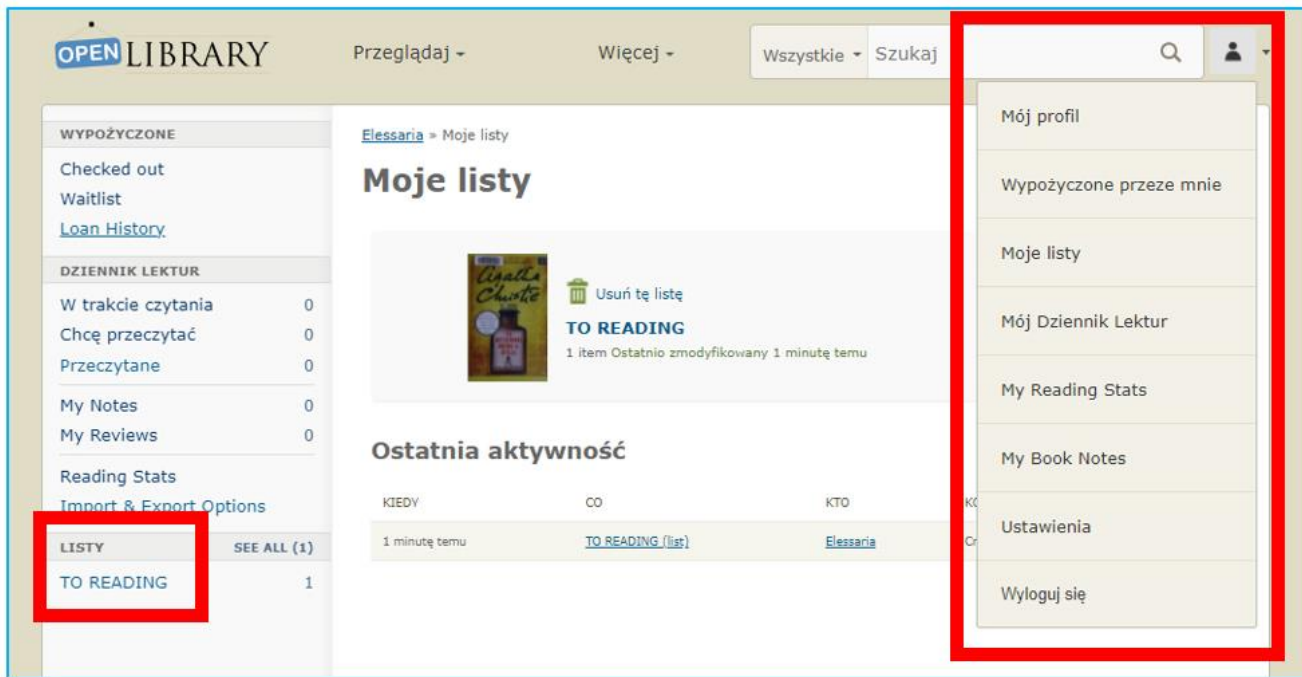 OPEN LIBRARY
Przeglądaj
Więcej
Wszystkie
Szukaj
WYPOŻYCZONE
Checked out
Waitlist
Loan History
DZIENNIK LEKTUR
W trakcie czytania 0
Chcę przeczytać 0
Przeczytane 0
My Notes 0
My Reviews 0
Reading Stats
Import & Export Options
LISTY SEE ALL (1)
TO READING 1
Elessaria » Moje listy
Moje listy
Agatha
Christie
Usuń tę listę
TO READING
1 item Ostatnio zmodyfikowany 1 minutę temu
Ostatnia aktywność
KIEDY CO KTO
1 minutę temu TO READING (list) Elessaria
Mój profil
Wypożyczone przeze mnie
Moje listy
Mój Dziennik Lektur
My Reading Stats
My Book Notes
Ustawienia
Wyloguj się